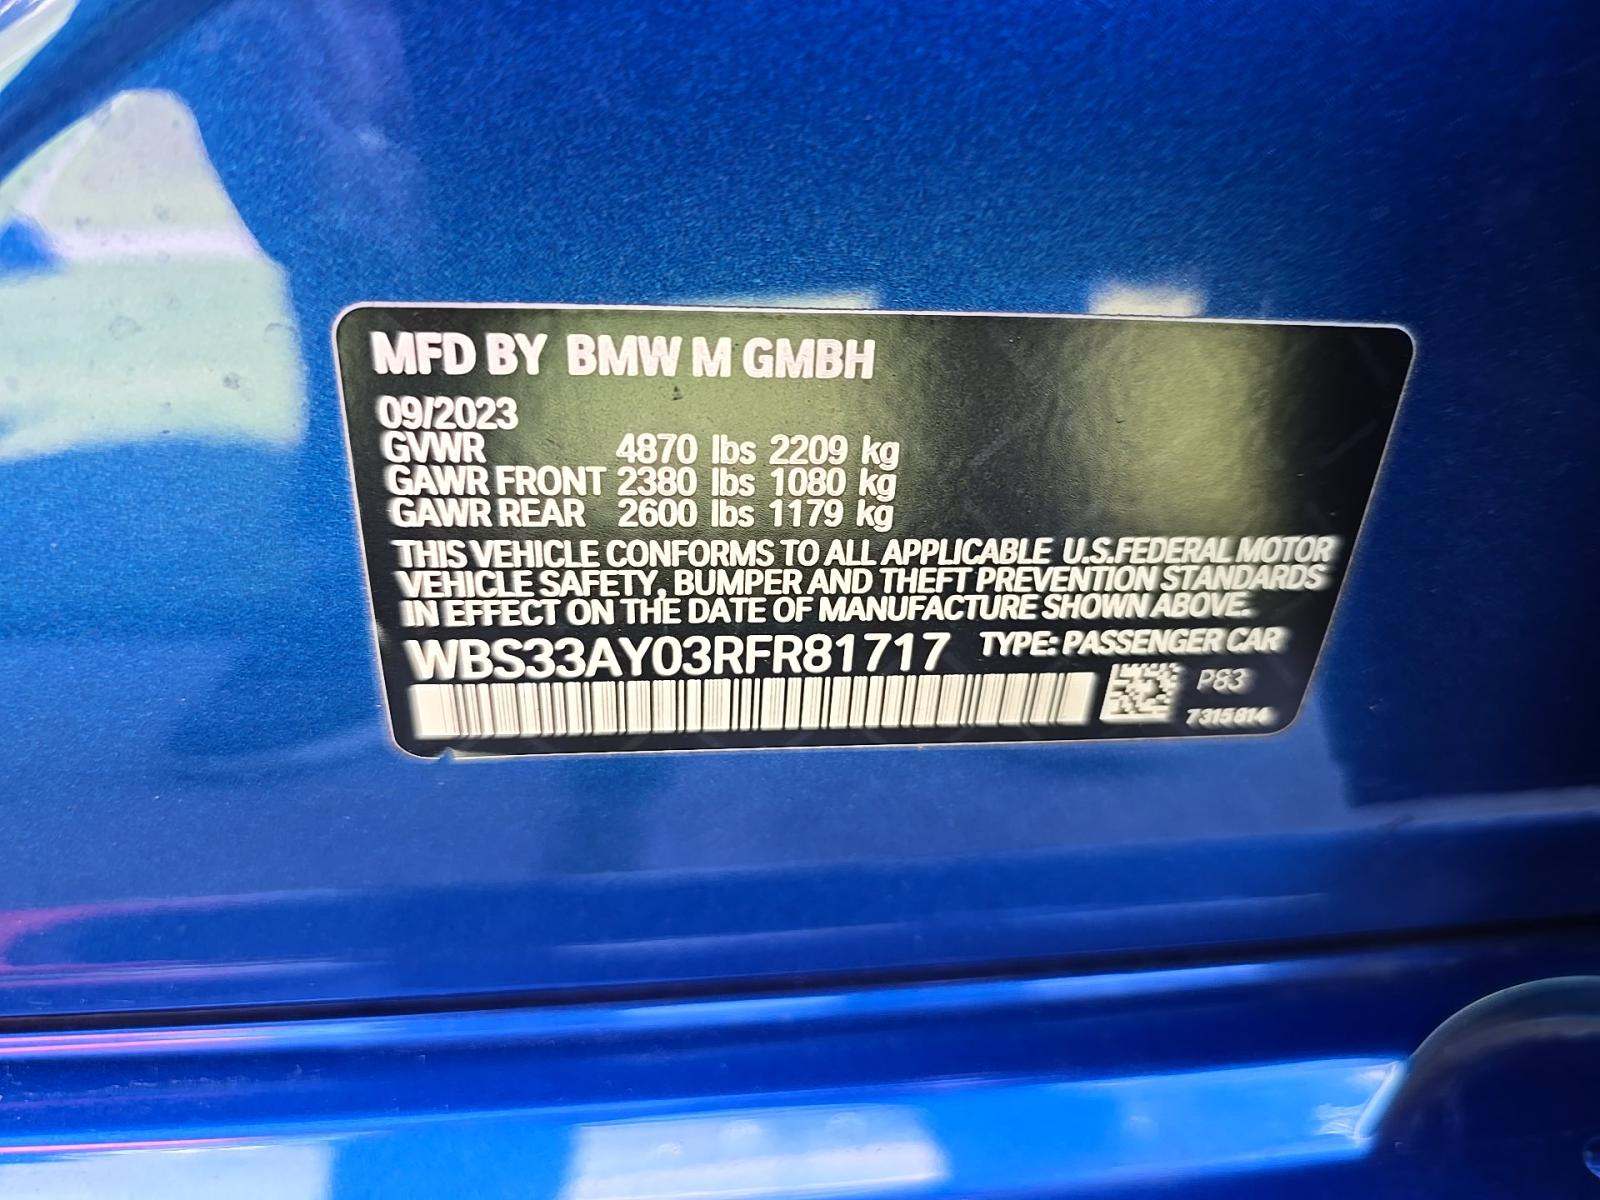 MFD BY BMW M GMBH
09/2023
GVWR 4870 lbs 2209 kg
GAWR FRONT 2380 lbs 1080 kg
GAWR REAR 2600 lbs 1179 kg
THIS VEHICLE CONFORMS TO ALL APPLICABLE U.S.FEDERAL MOTOR
VEHICLE SAFETY, BUMPER AND THEFT PREVENTION STANDARDS
IN EFFECT ON THE DATE OF MANUFACTURE SHOWN ABOVE.
WBS33AY03RFR81717 TYPE: PASSENGER CAR
P83
7315814